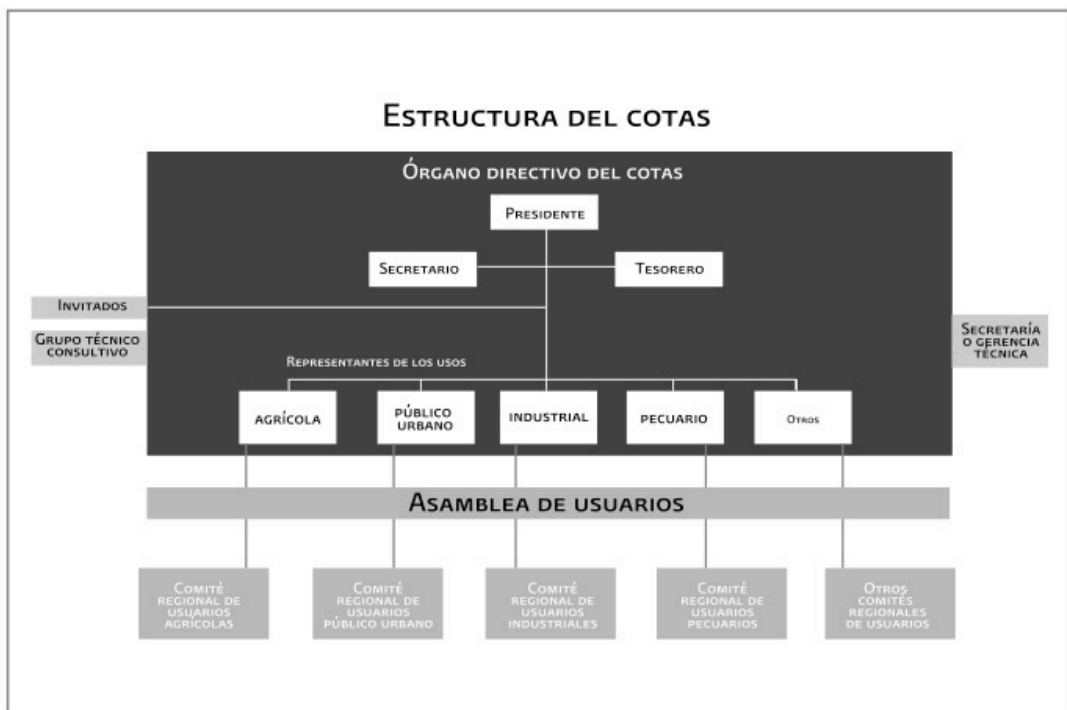 ESTRUCTURA DEL COTAS
ÓRGANO DIRECTIVO DEL COTAS
PRESIDENTE
SECRETARIO
TESORERO
INVITADOS
GRUPO TÉCNICO
CONSULTIVO
SECRETARÍA
O GERENCIA
TÉCNICA
REPRESENTANTES DE LOS USOS
AGRÍCOLA
PÚBLICO
URBANO
INDUSTRIAL
PECUARIO
OTROS
ASAMBLEA DE USUARIOS
COMITÉ
REGIONAL DE
USUARIOS
AGRÍCOLAS
COMITÉ
REGIONAL DE
USUARIOS
PÚBLICO URBANO
COMITÉ
REGIONAL DE
USUARIOS
INDUSTRIALES
COMITÉ
REGIONAL DE
USUARIOS
PECUARIOS
OTROS
COMITÉS
REGIONALES
DE USUARIOS